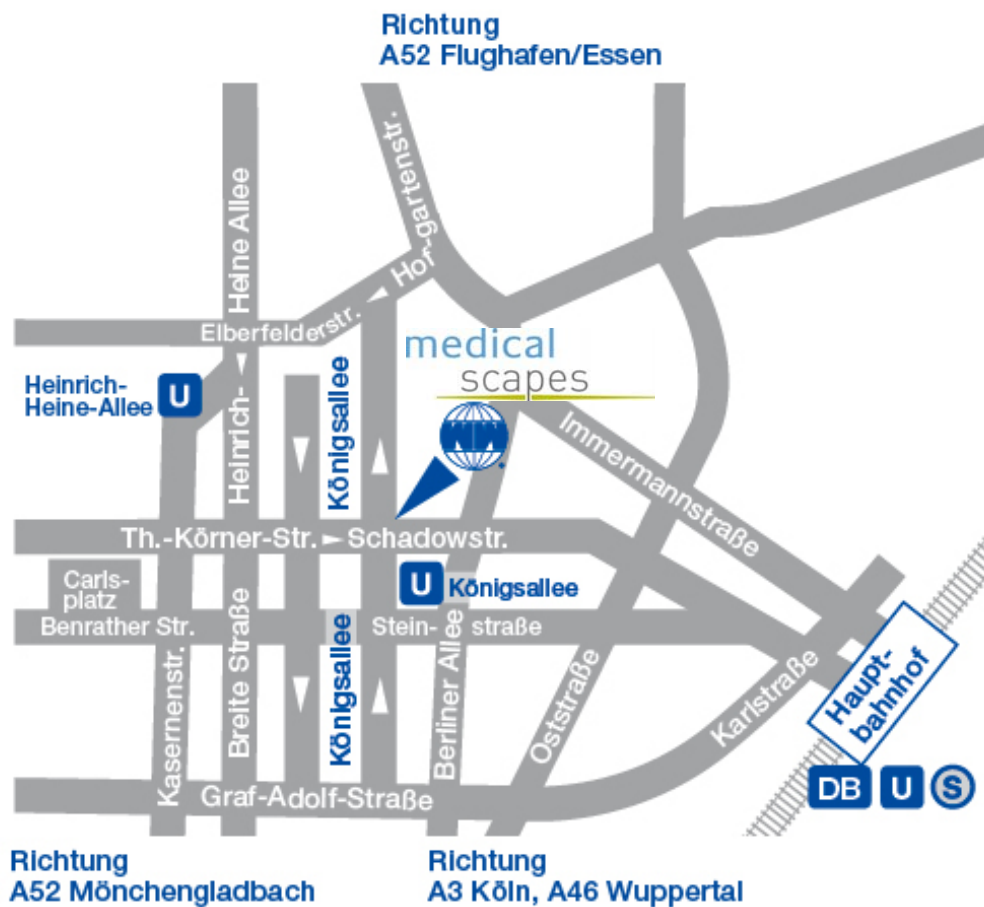 Richtung
A52 Flughafen/Essen
Heine Allee
Hof-gartenstr.
Elberfelderstr.
medical
scapes
Heinrich-
Heine-Allee
U
Heinrich-
Königsallee
Immermannstraße
Th.-Körner-Str.
Schadowstr.
Carls-
platz
U
Königsallee
Benrather Str.
Stein-
straße
Kasernenstr.
Breite Straße
Königsallee
Berliner Allee
Oststraße
Karlstraße
Haupt-
bahnhof
DB
U
S
Graf-Adolf-Straße
Richtung
A52 Mönchengladbach
Richtung
A3 Köln, A46 Wuppertal